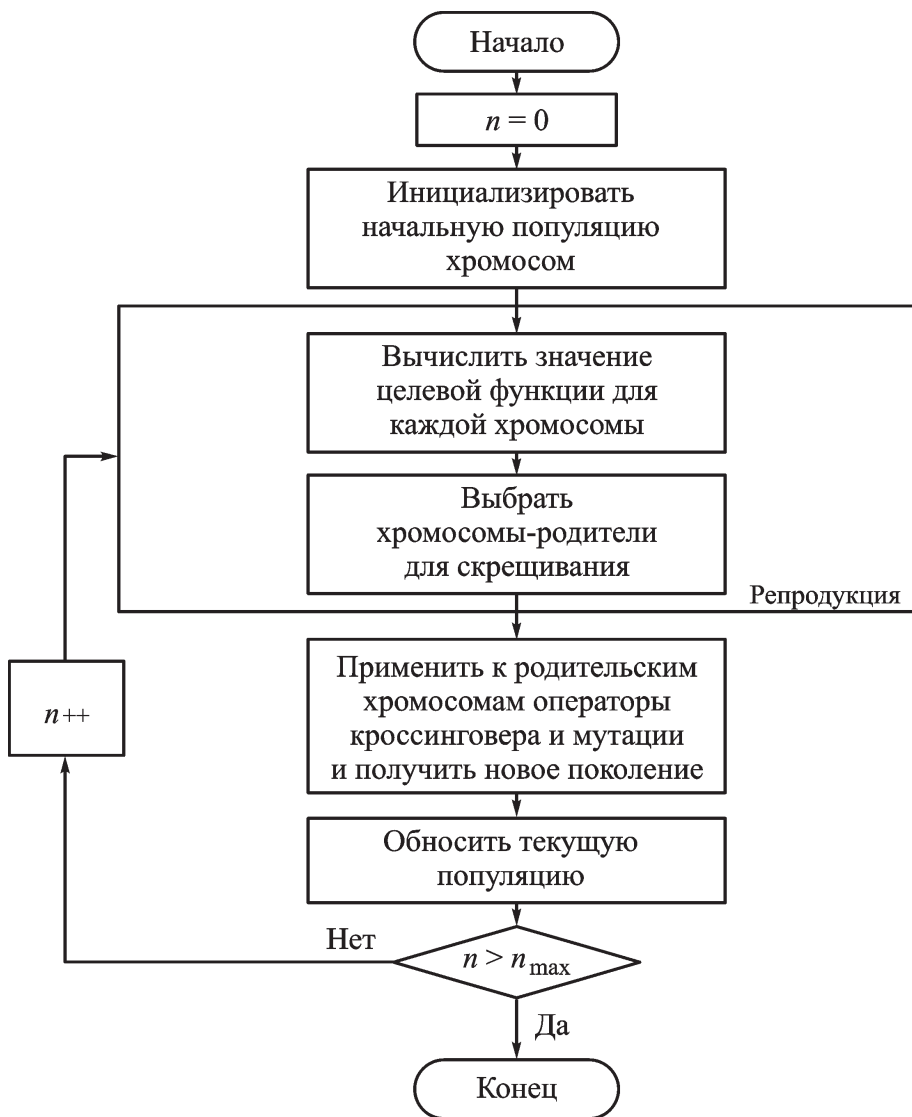 Начало
n = 0
Инициализировать
начальную популяцию
хромосом
Вычислить значение
целевой функции для
каждой хромосомы
Выбрать
хромосомы-родители
для скрещивания
Репродукция
Применить к родительским
хромосомам операторы
кроссинговера и мутации
и получить новое поколение
n++
Обносить текущую
популяцию
Нет
n > n max
Да
Конец